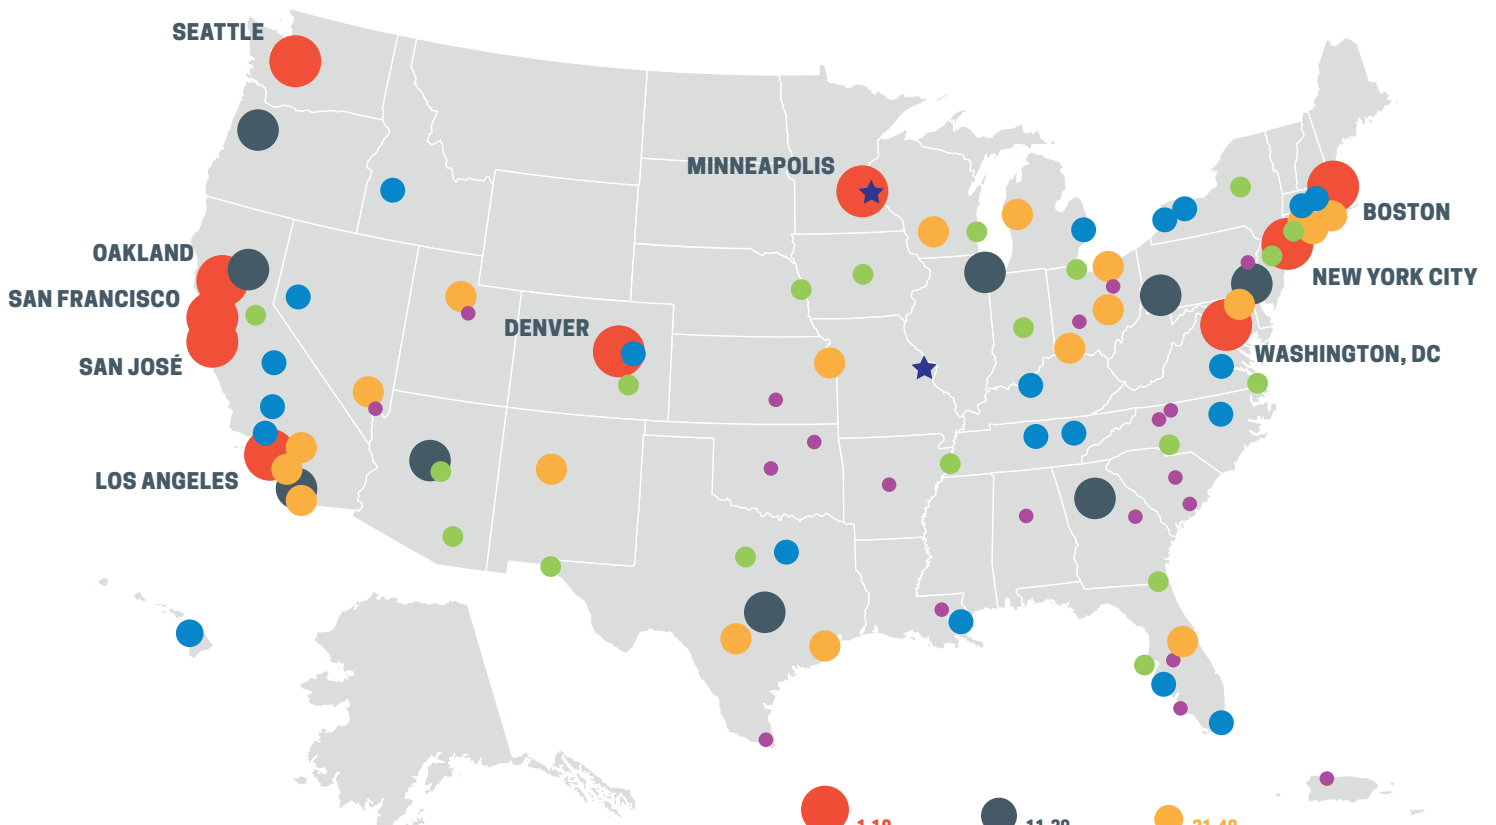 SEATTLE
MINNEAPOLIS
BOSTON
OAKLAND
NEW YORK CITY
SAN FRANCISCO
DENVER
WASHINGTON, DC
SAN JOSÉ
LOS ANGELES